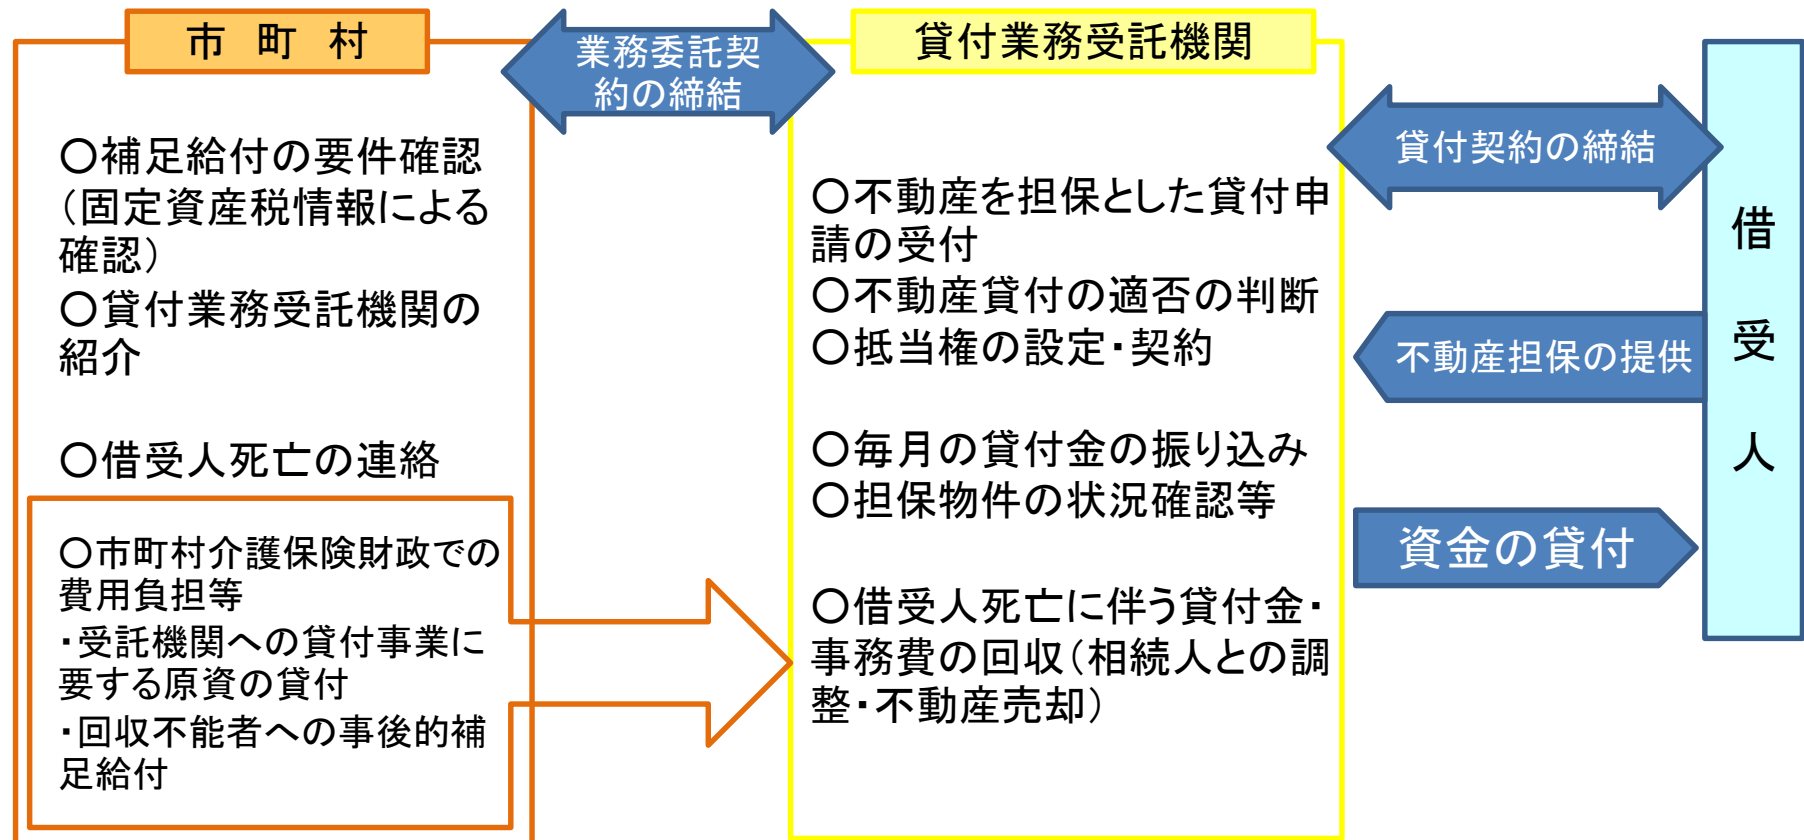 市 町 村
〇補足給付の要件確認
（固定資産税情報による
確認）
〇貸付業務受託機関の
紹介
〇借受人死亡の連絡
〇市町村介護保険財政での
費用負担等
・受託機関への貸付事業に
要する原資の貸付
・回収不能者への事後的補
足給付
業務委託契
約の締結
貸付業務受託機関
〇不動産を担保とした貸付申
請の受付
〇不動産貸付の適否の判断
〇抵当権の設定・契約
〇毎月の貸付金の振り込み
〇担保物件の状況確認等
〇借受人死亡に伴う貸付金・
事務費の回収（相続人との調
整・不動産売却）
貸付契約の締結
不動産担保の提供
資金の貸付
借受人